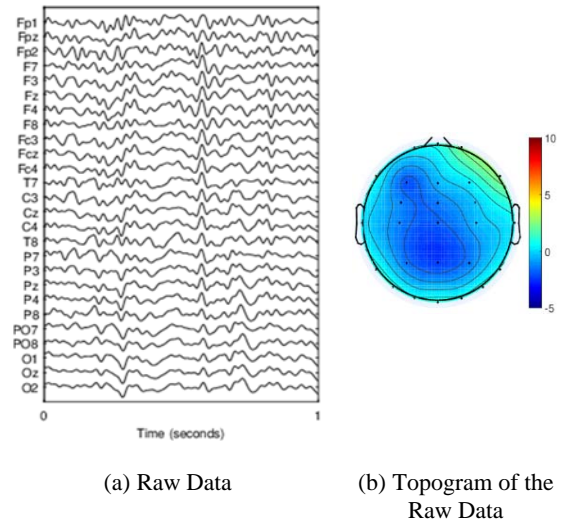 Fp1
Fpz
Fp2
F7
F3
Fz
F4
F8
Fc3
Fcz
Fc4
T7
C3
Cz
C4
T8
P7
P3
Pz
P4
P8
PO7
PO8
O1
Oz
O2
0
1
Time (seconds)
10
5
0
-5
(a) Raw Data
(b) Topogram of the
Raw Data